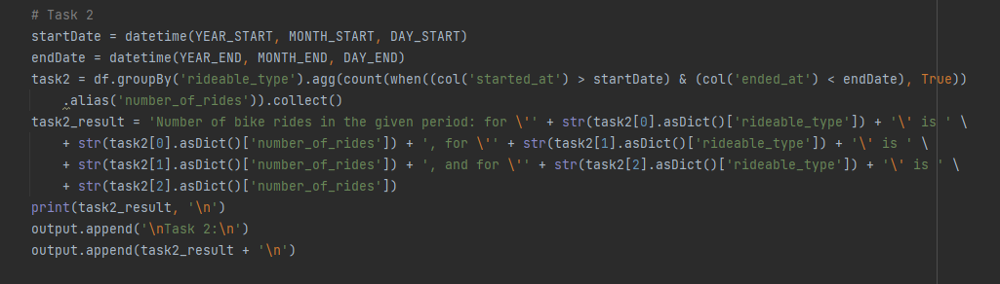 # Task 2
startDate = datetime(YEAR_START, MONTH_START, DAY_START)
endDate = datetime(YEAR_END, MONTH_END, DAY_END)
task2 = df.groupBy('rideable_type').agg(count(when((col('started_at') > startDate) & (col('ended_at') < endDate), True))
    .alias('number_of_rides')).collect()
task2_result = 'Number of bike rides in the given period: for \'' + str(task2[0].asDict()['rideable_type']) + '\' is ' \
    + str(task2[0].asDict()['number_of_rides']) + ', for \'' + str(task2[1].asDict()['rideable_type']) + '\' is ' \
    + str(task2[1].asDict()['number_of_rides']) + ', and for \'' + str(task2[2].asDict()['rideable_type']) + '\' is ' \
    + str(task2[2].asDict()['number_of_rides'])
print(task2_result, '\n')
output.append('\nTask 2:\n')
output.append(task2_result + '\n')